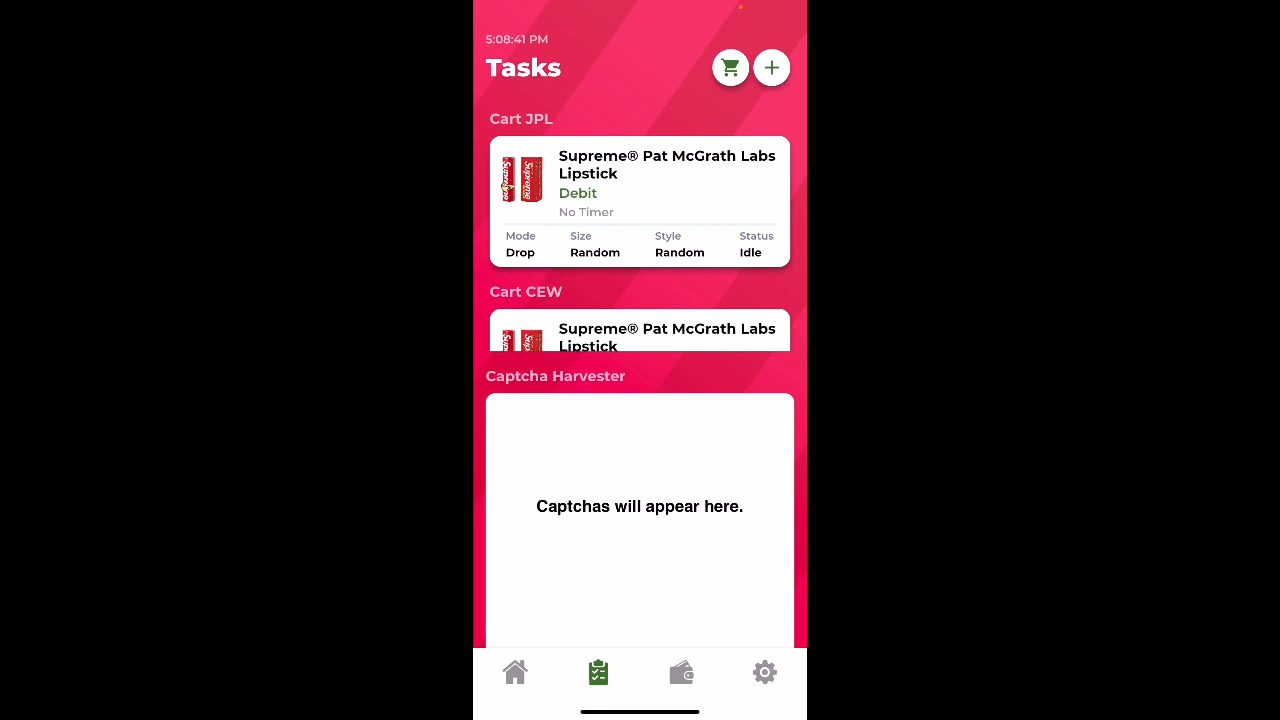 5:08:41 PM
Tasks
Cart JPL
Supreme® Pat McGrath Labs
Lipstick
Debit
No Timer
Mode Size Style Status
Drop Random Random Idle
Cart CEW
Supreme® Pat McGrath Labs
Lipstick
Captcha Harvester
Captchas will appear here.